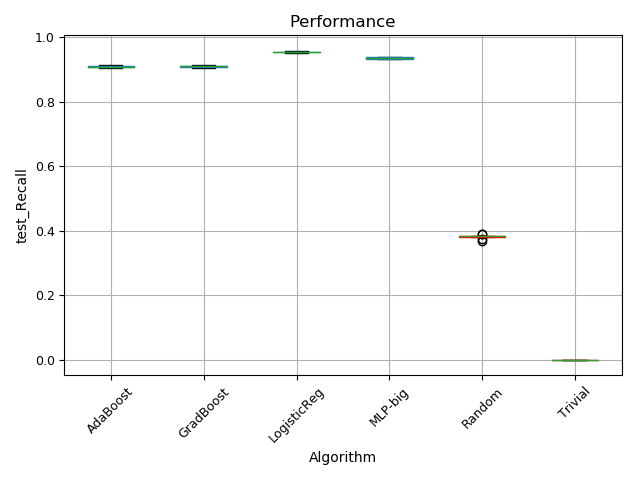 Performance
1.0
0.8
0.6
0.4
0.2
0.0
test_Recall
AdaBoost
GradBoost
LogisticReg
MLP-big
Random
Trivial
Algorithm